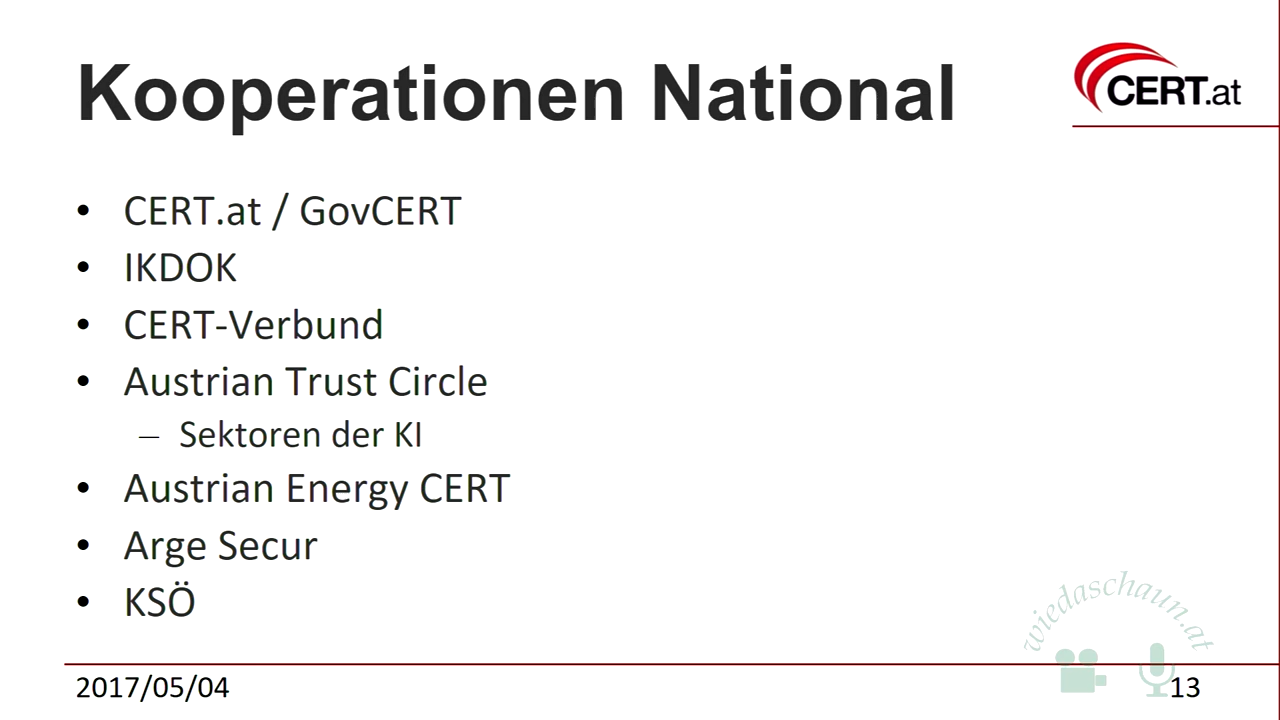 Kooperationen National
CERT.at
• CERT.at / GovCERT
• IKDOK
• CERT-Verbund
• Austrian Trust Circle
– Sektoren der KI
• Austrian Energy CERT
• Arge Secur
• KSÖ
wiedaschaun.at
2017/05/04
13